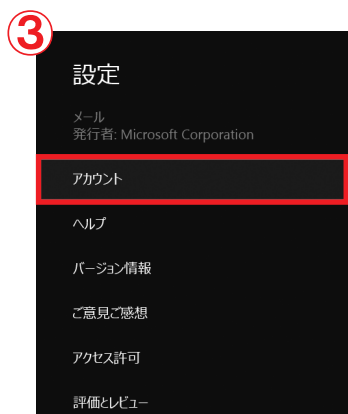 ③
設定
メール
発行者: Microsoft Corporation
アカウント
ヘルプ
バージョン情報
ご意見ご感想
アクセス許可
評価とレビュー